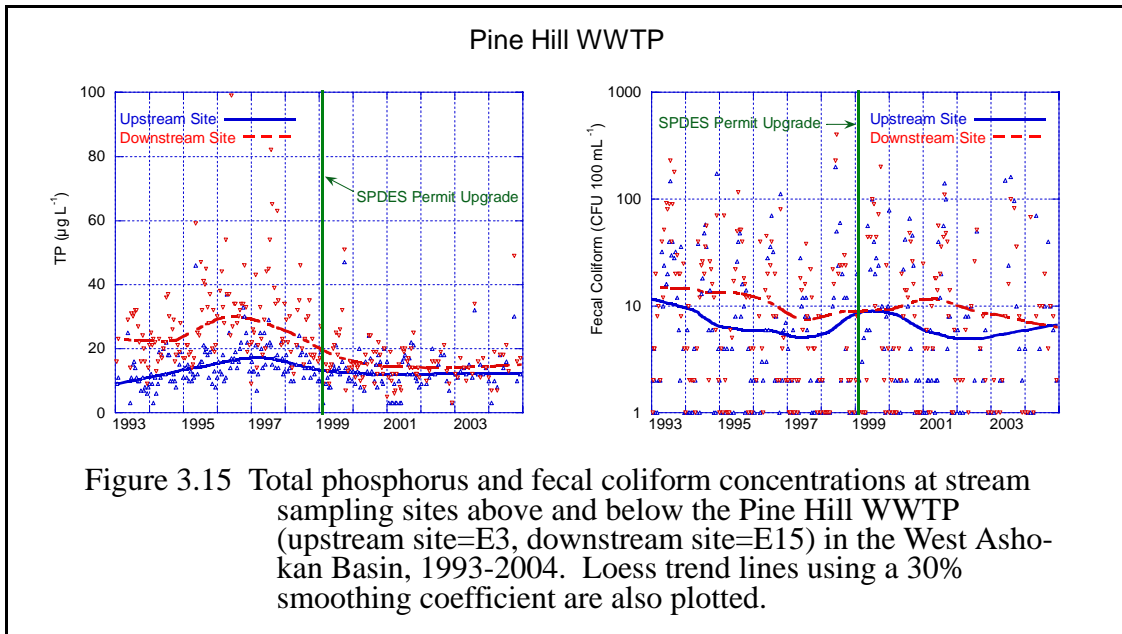 Pine Hill WWTP
100
80
60
40
20
0
TP (µg L-1)
Upstream Site
Downstream Site
SPDES Permit Upgrade
1993 1995 1997 1999 2001 2003
1000
100
10
1
Fecal Coliform (CFU 100 mL -1)
SPDES Permit Upgrade
Upstream Site
Downstream Site
1993 1995 1997 1999 2001 2003
Figure 3.15 Total phosphorus and fecal coliform concentrations at stream
sampling sites above and below the Pine Hill WWTP
(upstream site=E3, downstream site=E15) in the West Asho-
kan Basin, 1993-2004. Loess trend lines using a 30%
smoothing coefficient are also plotted.